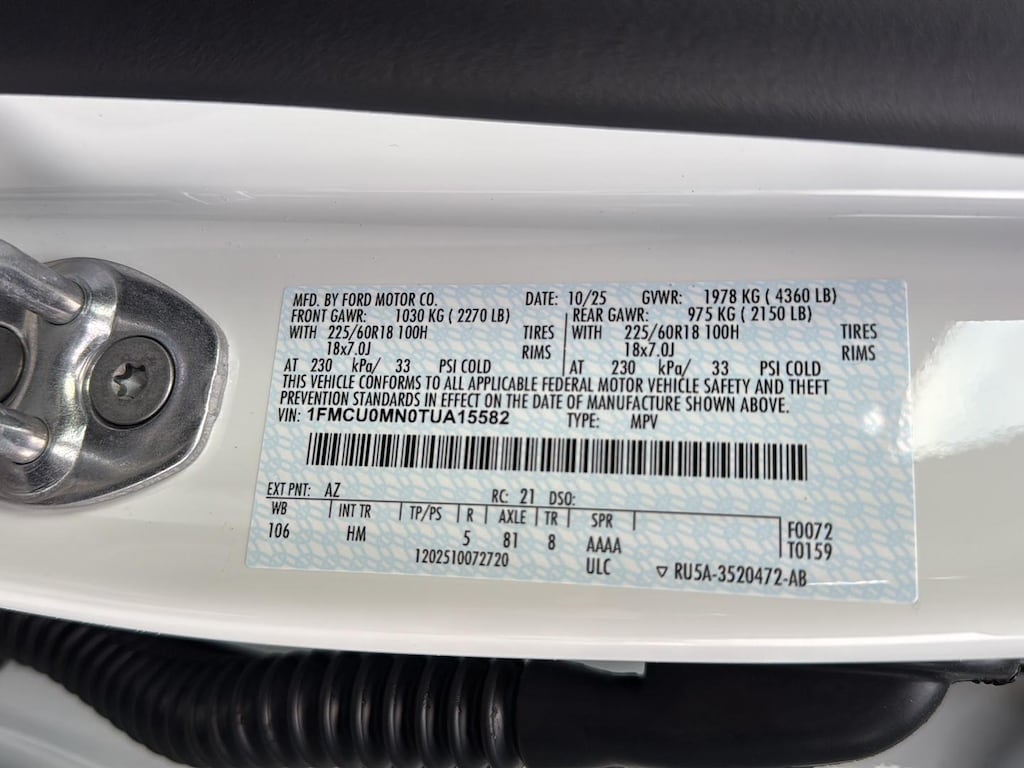 MFD. BY FORD MOTOR CO. DATE: 10/25 GVWR: 1978 KG ( 4360 LB)
FRONT GAWR: 1030 KG ( 2270 LB) REAR GAWR: 975 KG ( 2150 LB)
WITH 225/60R18 100H TIRES WITH 225/60R18 100H TIRES
18x7.0J RIMS 18x7.0J RIMS
AT 230 kPa/ 33 PSI COLD AT 230 kPa/ 33 PSI COLD
THIS VEHICLE CONFORMS TO ALL APPLICABLE FEDERAL MOTOR VEHICLE SAFETY AND THEFT
PREVENTION STANDARDS IN EFFECT ON THE DATE OF MANUFACTURE SHOWN ABOVE.
VIN: 1FMCU0MN0TUA15582 TYPE: MPV
EXT PNT: AZ RC: 21 DSO:
WB INT TR TP/PS R AXLE TR SPR F0072
106 HM 5 81 8 AAAA T0159
1202510072720 ULC ▽ RU5A-3520472-AB